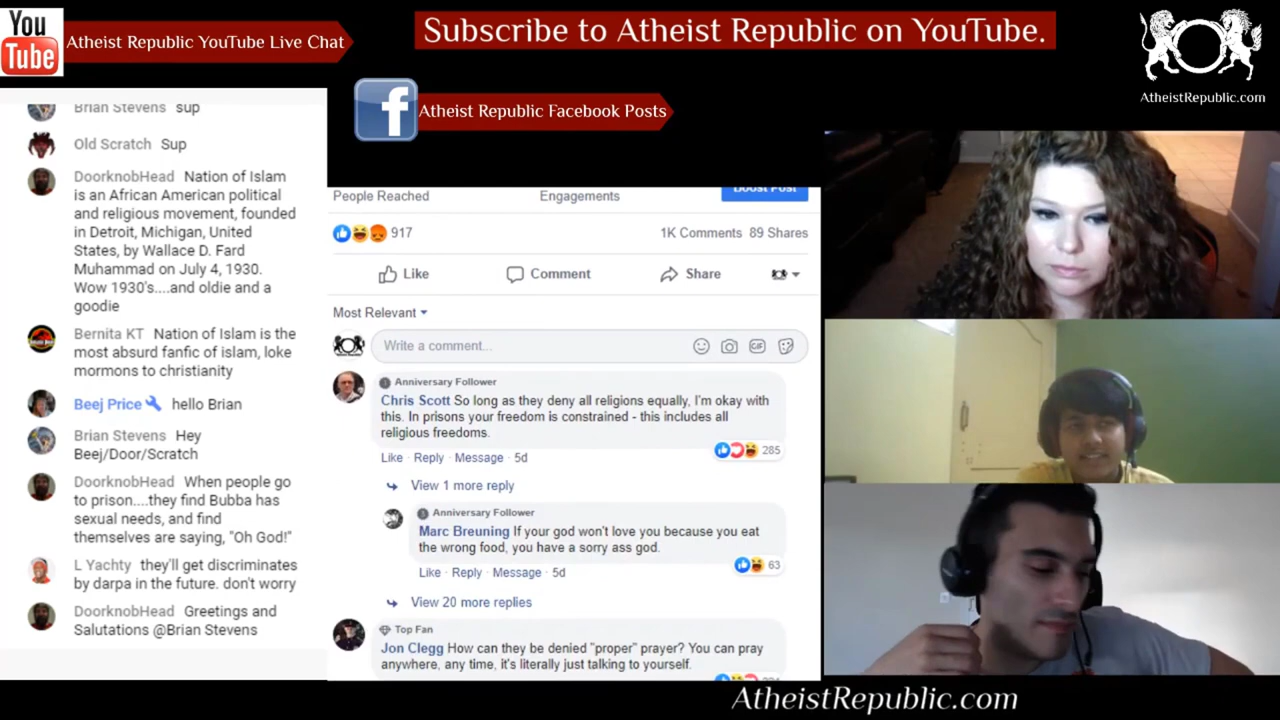 You
Tube
Atheist Republic YouTube Live Chat
Subscribe to Atheist Republic on YouTube.
AtheistRepublic.com
f
Atheist Republic Facebook Posts
Brian Stevens sup
Old Scratch Sup
DoorknobHead Nation of Islam
is an African American political
and religious movement, founded
in Detroit, Michigan, United
States, by Wallace D. Fard
Muhammad on July 4, 1930.
Wow 1930's....and oldie and a
goodie
Bernita KT Nation of Islam is the
most absurd fanfic of islam, loke
mormons to christianity
Beej Price hello Brian
Brian Stevens Hey
Beej/Door/Scratch
DoorknobHead When people go
to prison....they find Bubba has
sexual needs, and find
themselves are saying, "Oh God!"
L Yachty they'll get discriminates
by darpa in the future. don't worry
DoorknobHead Greetings and
Salutations @Brian Stevens
People Reached
Engagements
Boost Post
917
1K Comments 89 Shares
Like
Comment
Share
Most Relevant
Write a comment...
GIF
Anniversary Follower
Chris Scott So long as they deny all religions equally, I'm okay with
this. In prisons your freedom is constrained - this includes all
religious freedoms.
285
Like · Reply · Message · 5d
View 1 more reply
Anniversary Follower
Marc Breuning If your god won't love you because you eat
the wrong food, you have a sorry ass god.
63
Like · Reply · Message · 5d
View 20 more replies
Top Fan
Jon Clegg How can they be denied "proper" prayer? You can pray
anywhere, any time, it's literally just talking to yourself.
AtheistRepublic.com